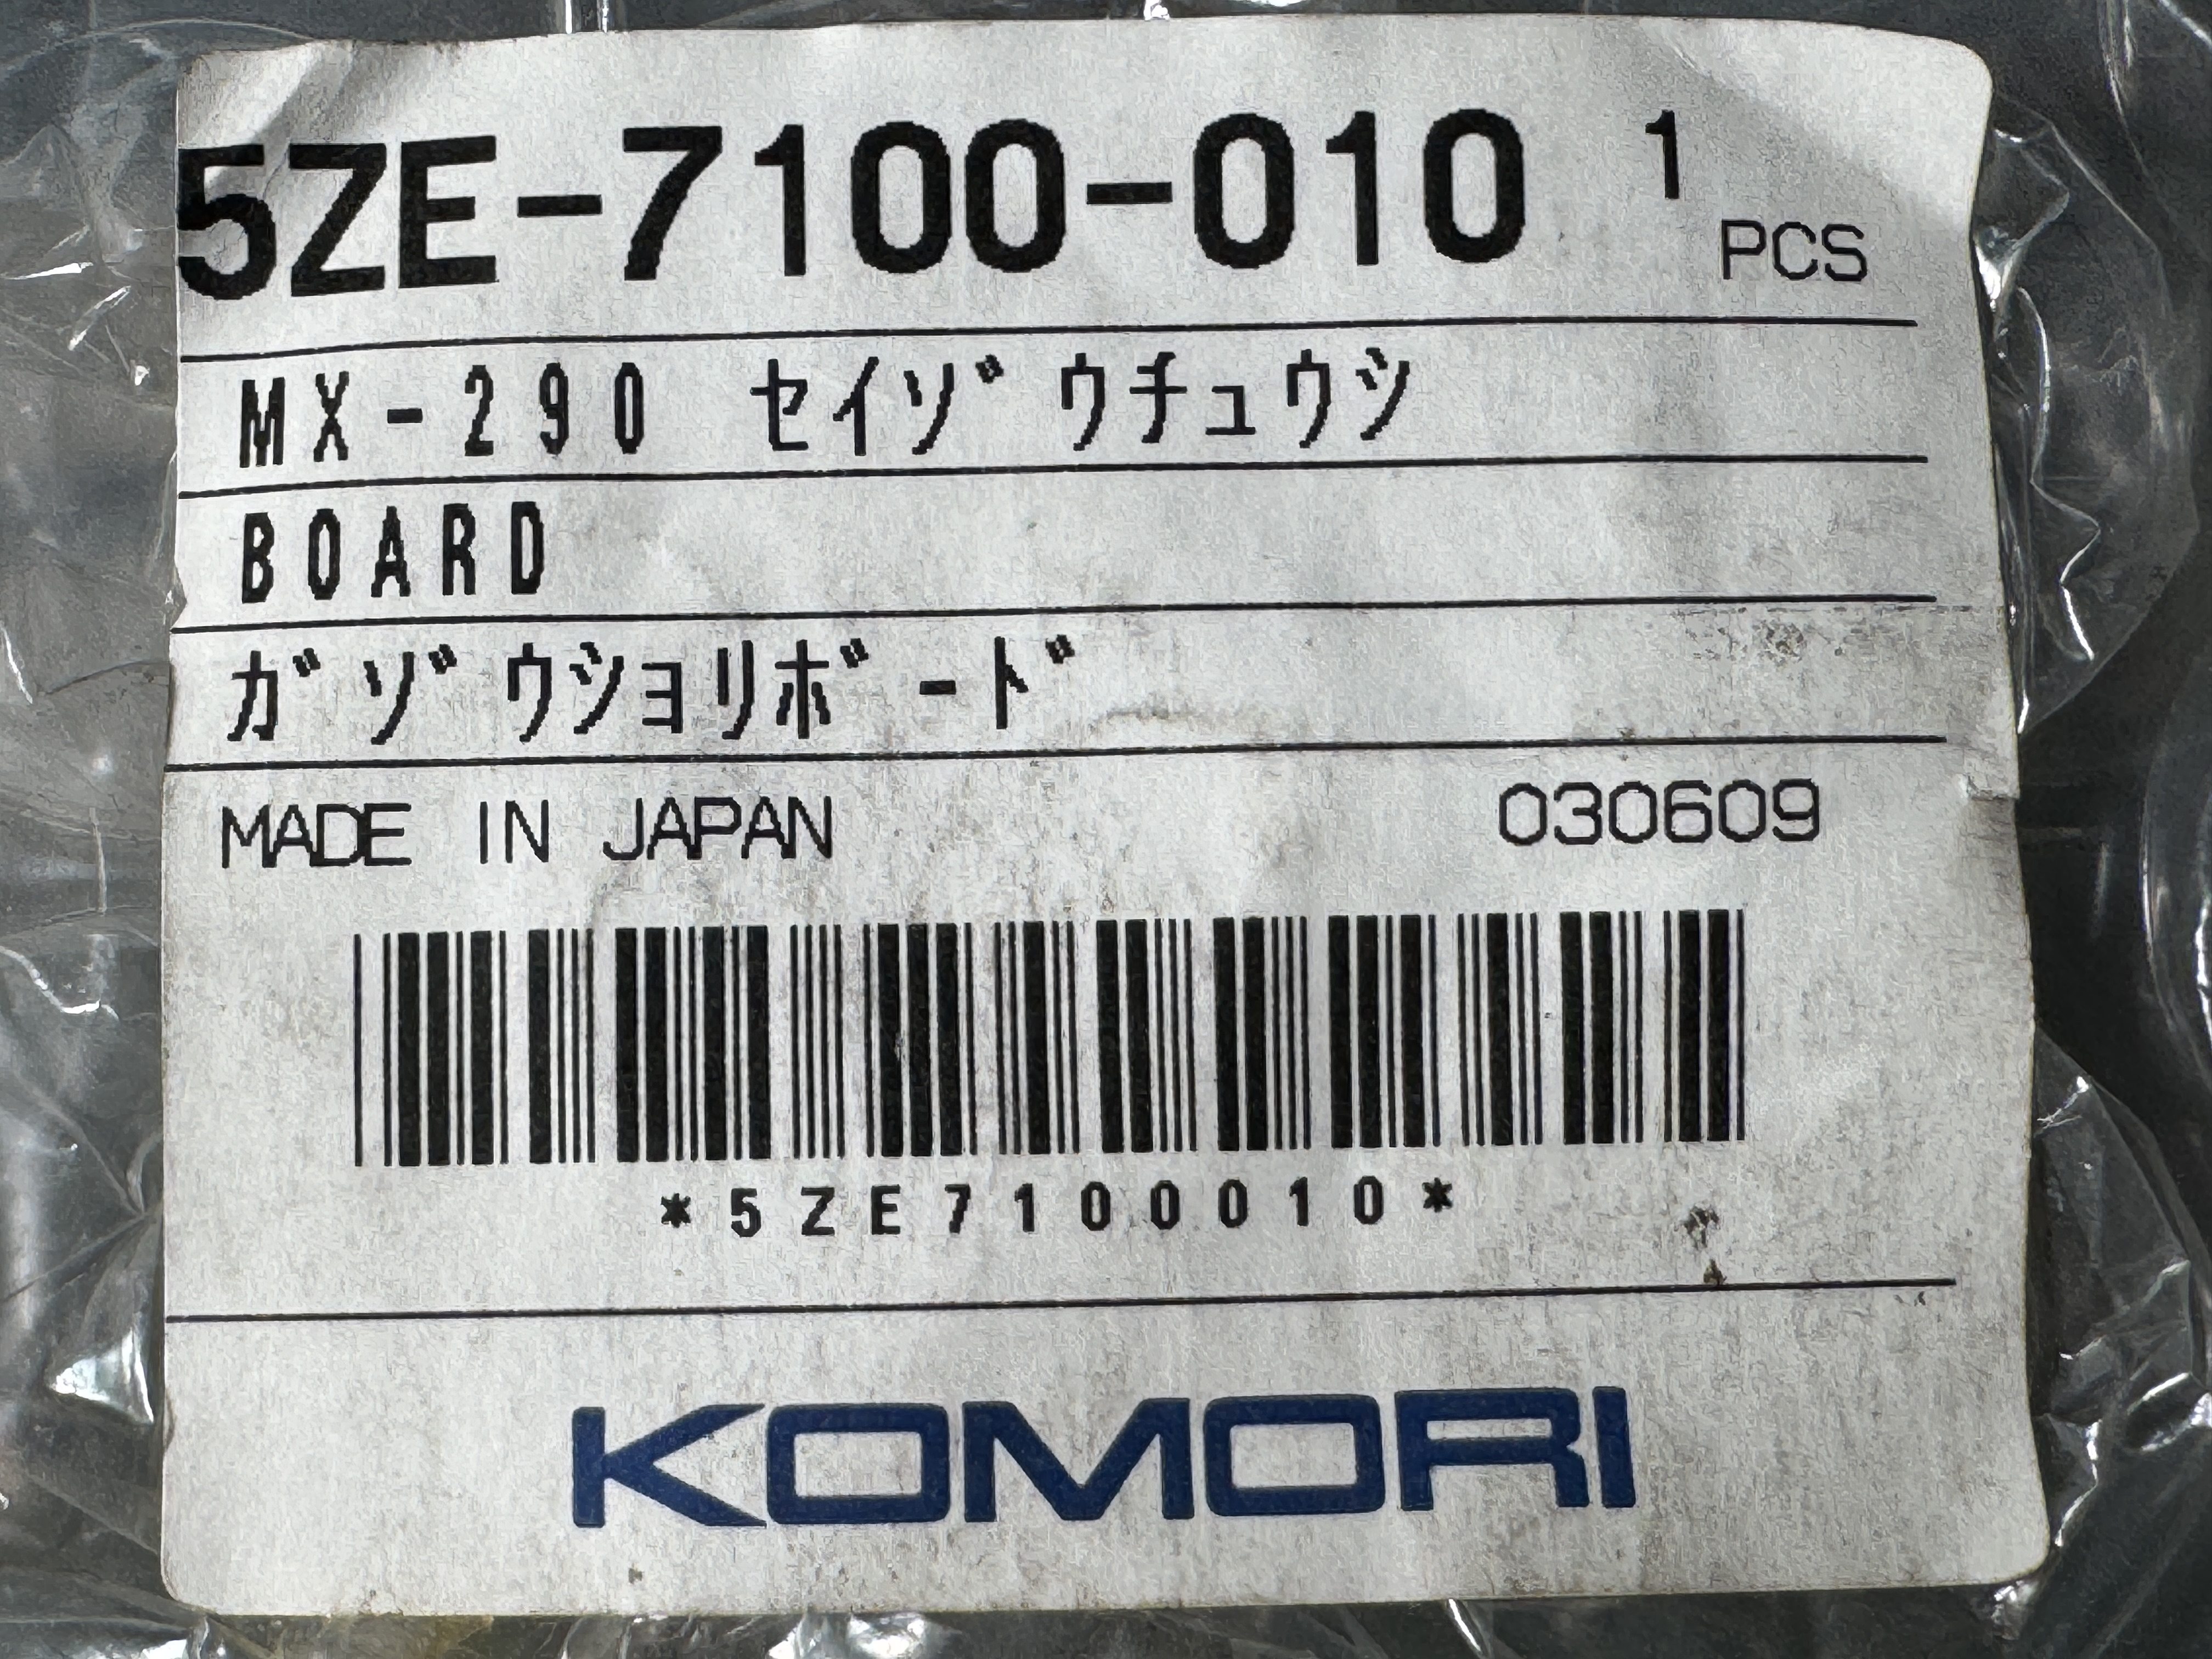 5ZE-7100-010 1 PCS
MX-290 ｾｲｿﾞｳﾁｭｳｼ
BOARD
ｶﾞｿﾞｳｼｮﾘﾎﾞｰﾄﾞ
MADE IN JAPAN 030609
*5ZE7100010*
KOMORI